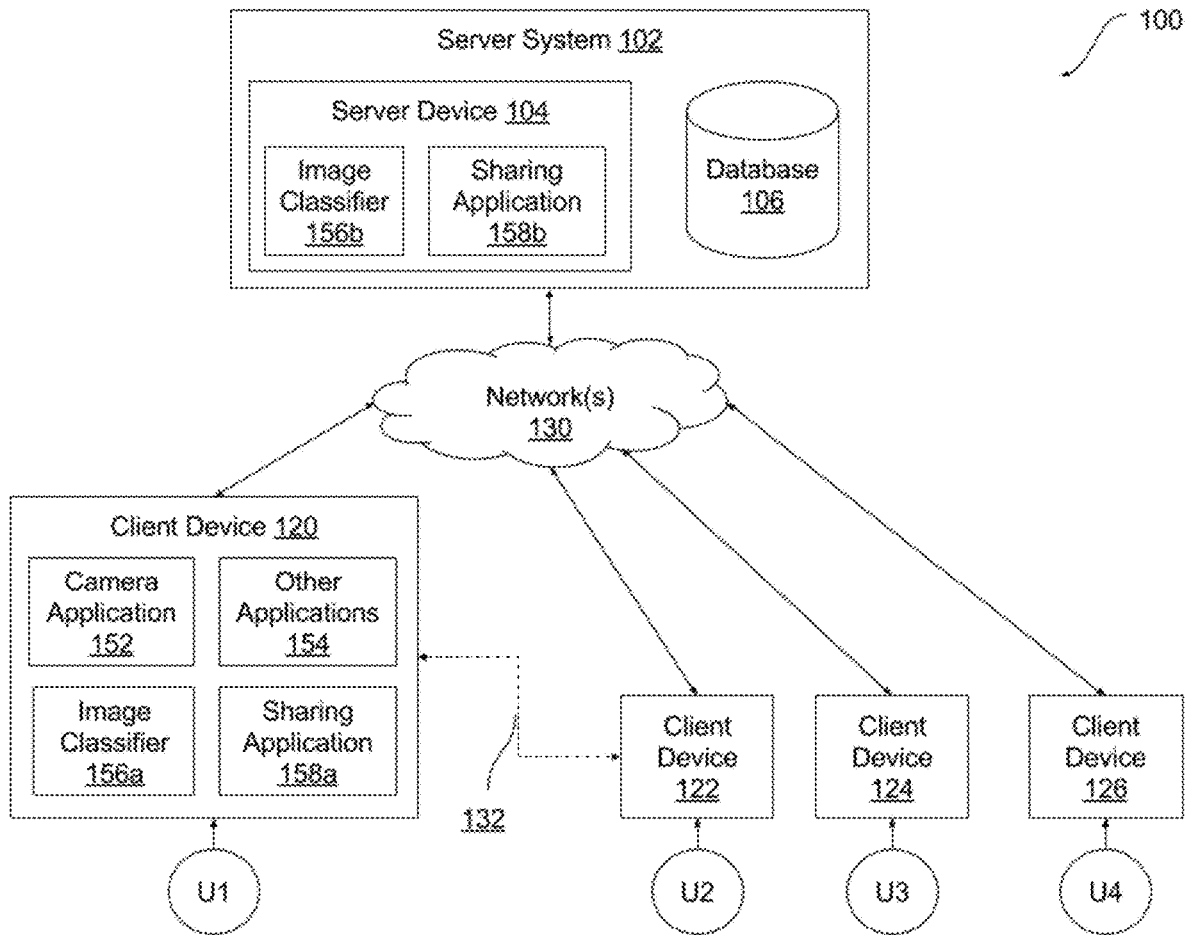 100
Server System 102
Server Device 104
Image
Classifier
156b
Sharing
Application
158b
Database
106
Network(s)
130
Client Device 120
Camera
Application
152
Other
Applications
154
Image
Classifier
156a
Sharing
Application
158a
132
Client
Device
122
Client
Device
124
Client
Device
126
U1
U2
U3
U4